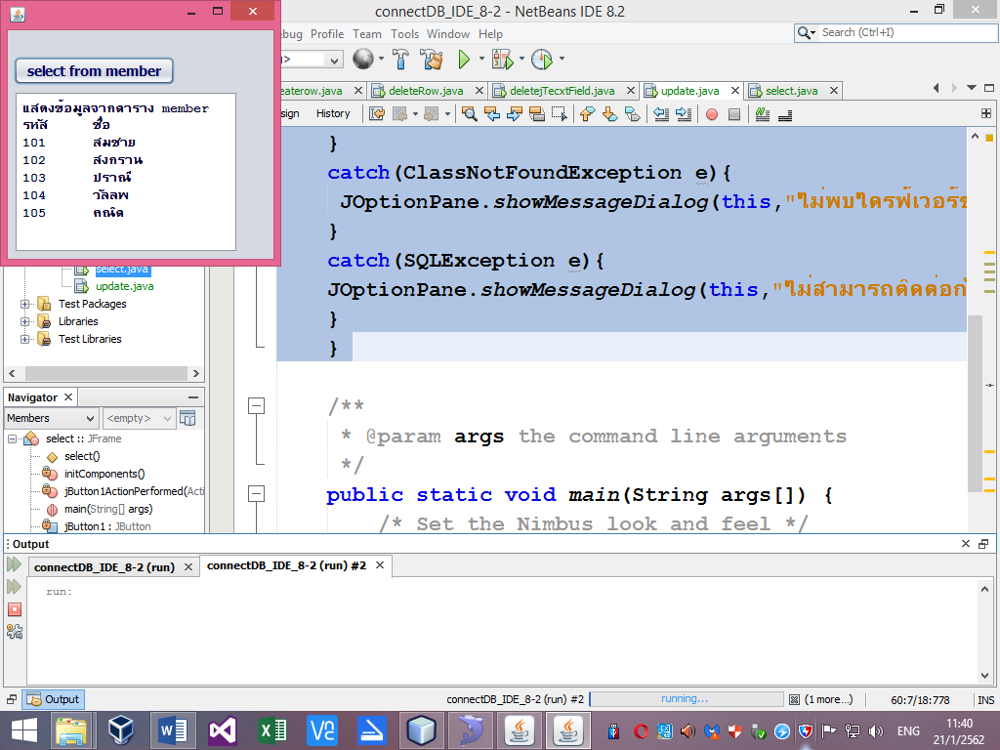 connectDB_IDE_8-2 - NetBeans IDE 8.2
ebug Profile Team Tools Window Help
Search (Ctrl+I)
select from member
แสดงข้อมูลจากตาราง member
รหัส ชื่อ
101 สมชาย
102 สงกราน
103 ปราณี
104 วัลลพ
105 คณิต
eaterow.java
deleteRow.java
deletejTecxtField.java
update.java
select.java
sign History
}
catch(ClassNotFoundException e){
JOptionPane.showMessageDialog(this,"ไม่พบไดรฟ์เวอร์ข
}
catch(SQLException e){
JOptionPane.showMessageDialog(this,"ไม่สามารถติดต่อก
}
}
/**
* @param args the command line arguments
*/
public static void main(String args[]) {
/* Set the Nimbus look and feel */
select.java
update.java
Test Packages
Libraries
Test Libraries
Navigator
Members <empty>
select :: JFrame
select()
initComponents()
jButton1ActionPerformed(Acti
main(String[] args)
jButton1 : JButton
Output
connectDB_IDE_8-2 (run)
connectDB_IDE_8-2 (run) #2
run:
Output
connectDB_IDE_8-2 (run) #2 running... (1 more...) 60:7/18:778 INS
ENG
11:40
21/1/2562